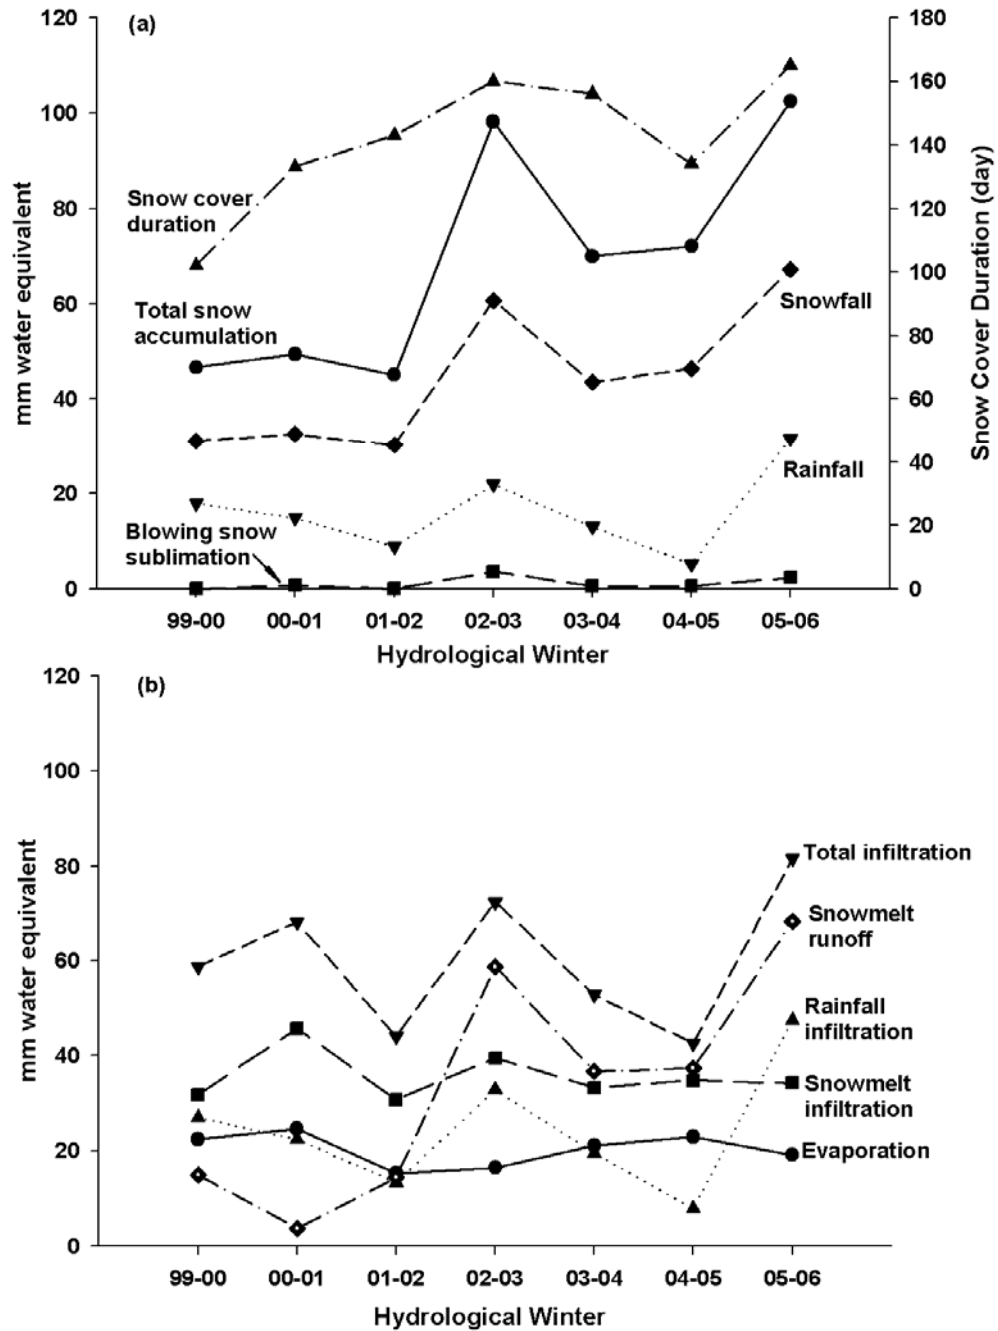 (a)
120
100
80
60
40
20
0
mm water equivalent
180
160
140
120
100
80
60
40
20
0
Snow Cover Duration (day)
Snow cover
duration
Total snow
accumulation
Snowfall
Rainfall
Blowing snow
sublimation
99-00 00-01 01-02 02-03 03-04 04-05 05-06
Hydrological Winter
(b)
120
100
80
60
40
20
0
mm water equivalent
Total infiltration
Snowmelt
runoff
Rainfall
infiltration
Snowmelt
infiltration
Evaporation
99-00 00-01 01-02 02-03 03-04 04-05 05-06
Hydrological Winter